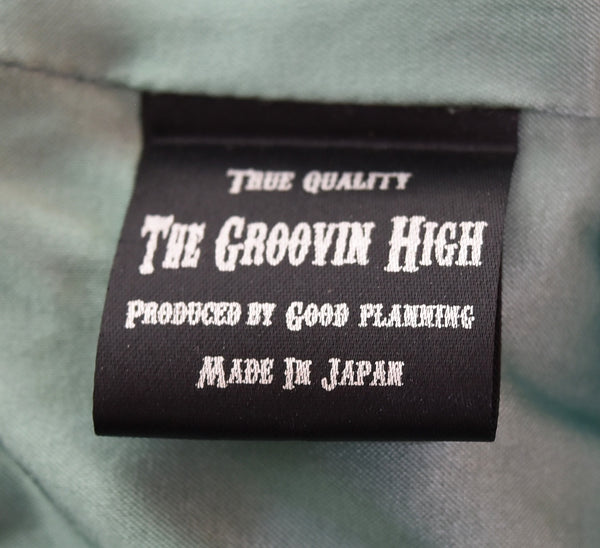 True quality
The Groovin High
Produced by Good planning
Made In Japan